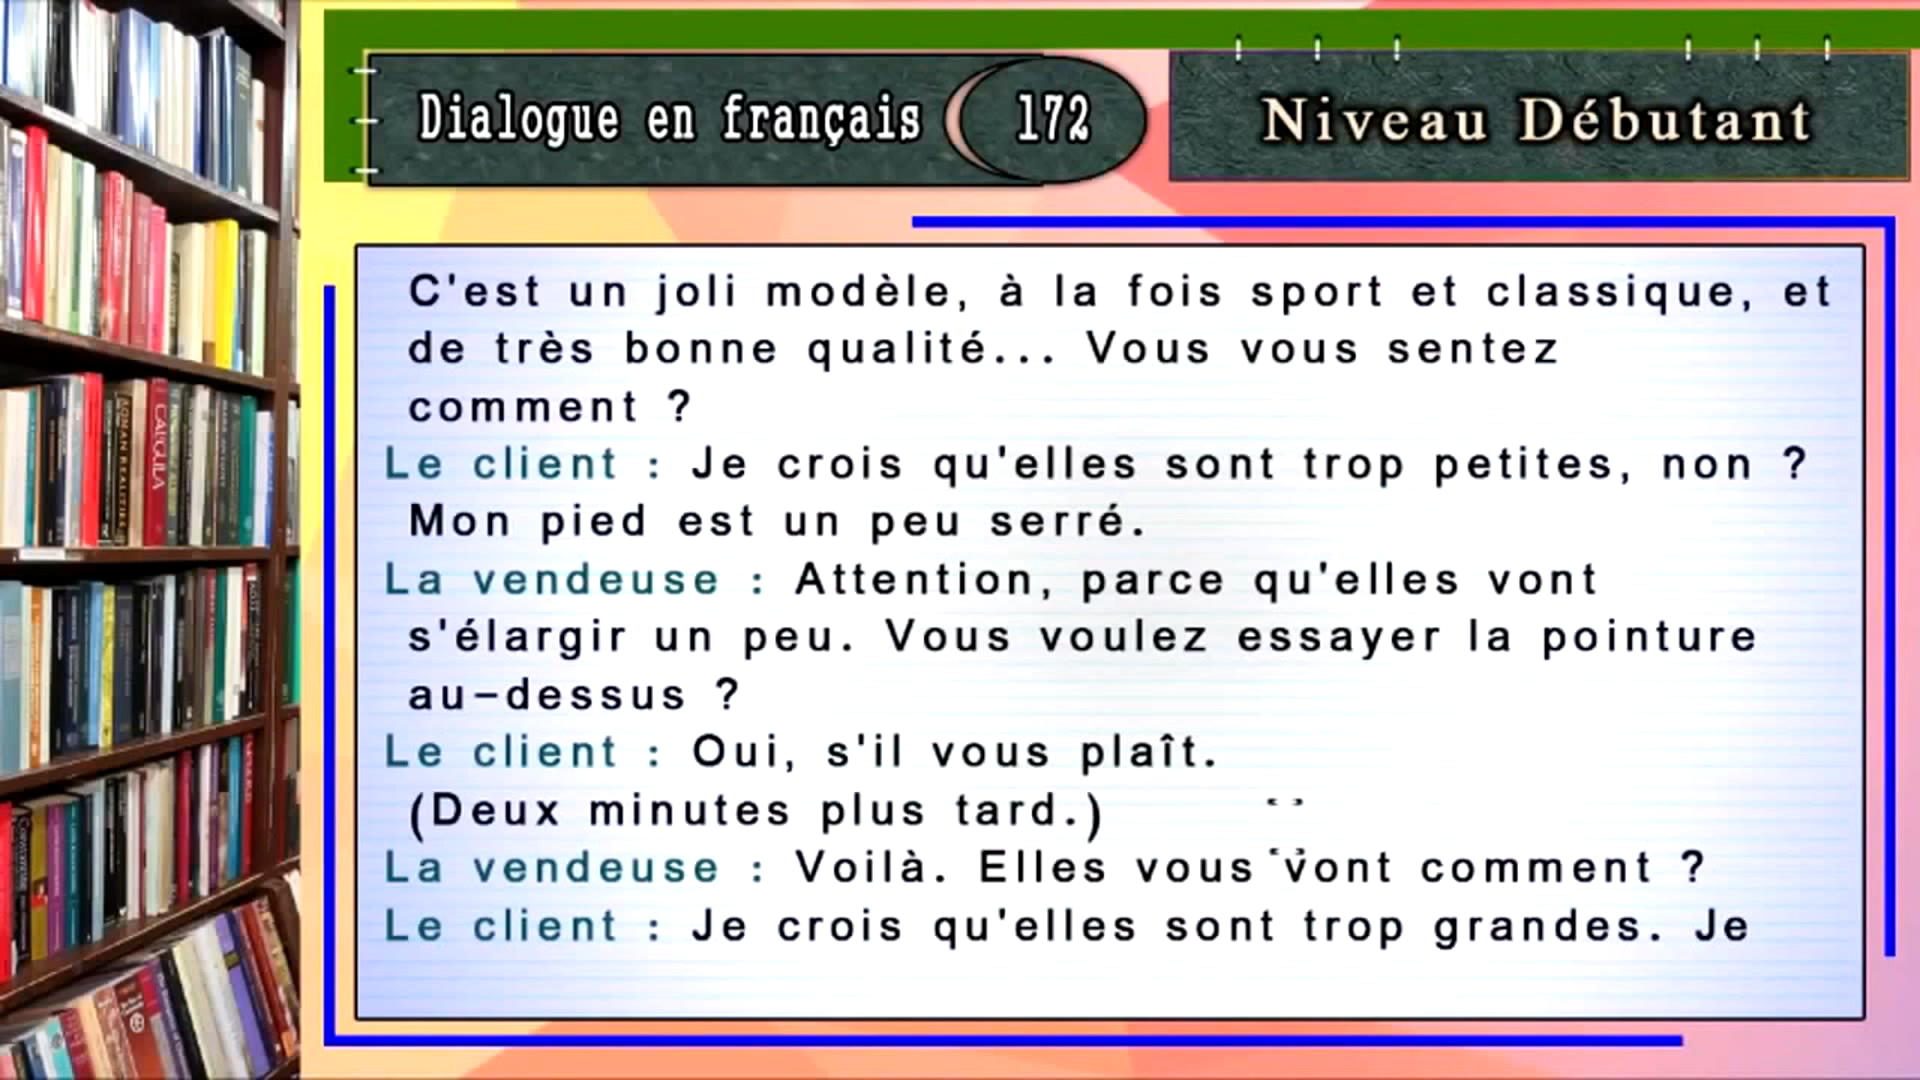 Dialogue en français 172
Niveau Débutant
C'est un joli modèle, à la fois sport et classique, et
de très bonne qualité... Vous vous sentez
comment ?
Le client : Je crois qu'elles sont trop petites, non ?
Mon pied est un peu serré.
La vendeuse : Attention, parce qu'elles vont
s'élargir un peu. Vous voulez essayer la pointure
au-dessus ?
Le client : Oui, s'il vous plaît.
(Deux minutes plus tard.)
La vendeuse : Voilà. Elles vous vont comment ?
Le client : Je crois qu'elles sont trop grandes. Je
CALIGULA